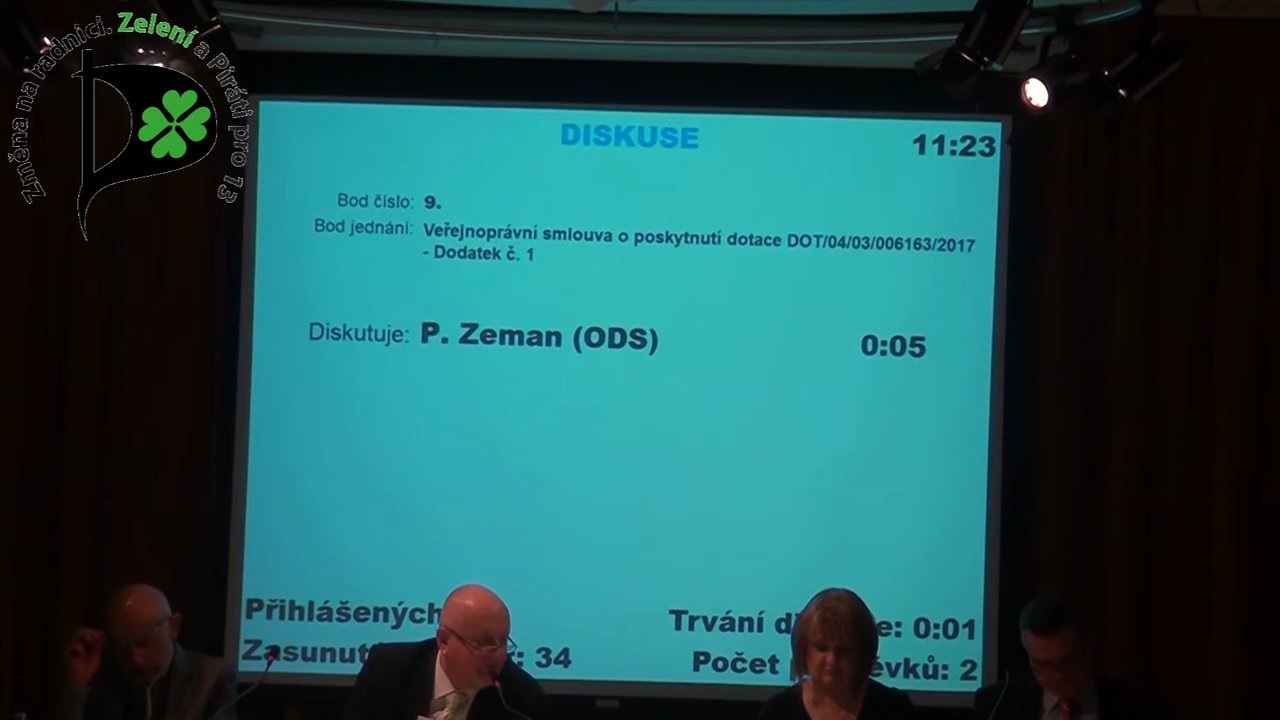 Změna na radnici. Zelení a Piráti pro 13
DISKUSE
11:23
Bod číslo: 9.
Bod jednání: Veřejnoprávní smlouva o poskytnutí dotace DOT/04/03/006163/2017
- Dodatek č. 1
Diskutuje: P. Zeman (ODS) 0:05
Přihlášených
Trvání e: 0:01
34
Počet 2